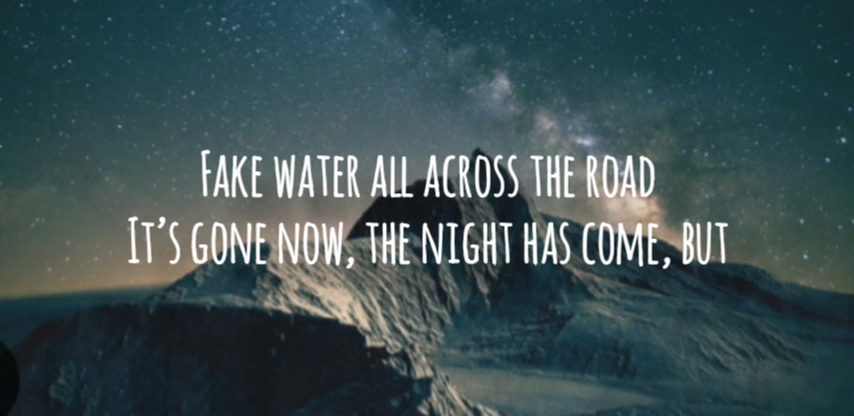 Fake water all across the road
It's gone now, the night has come, but